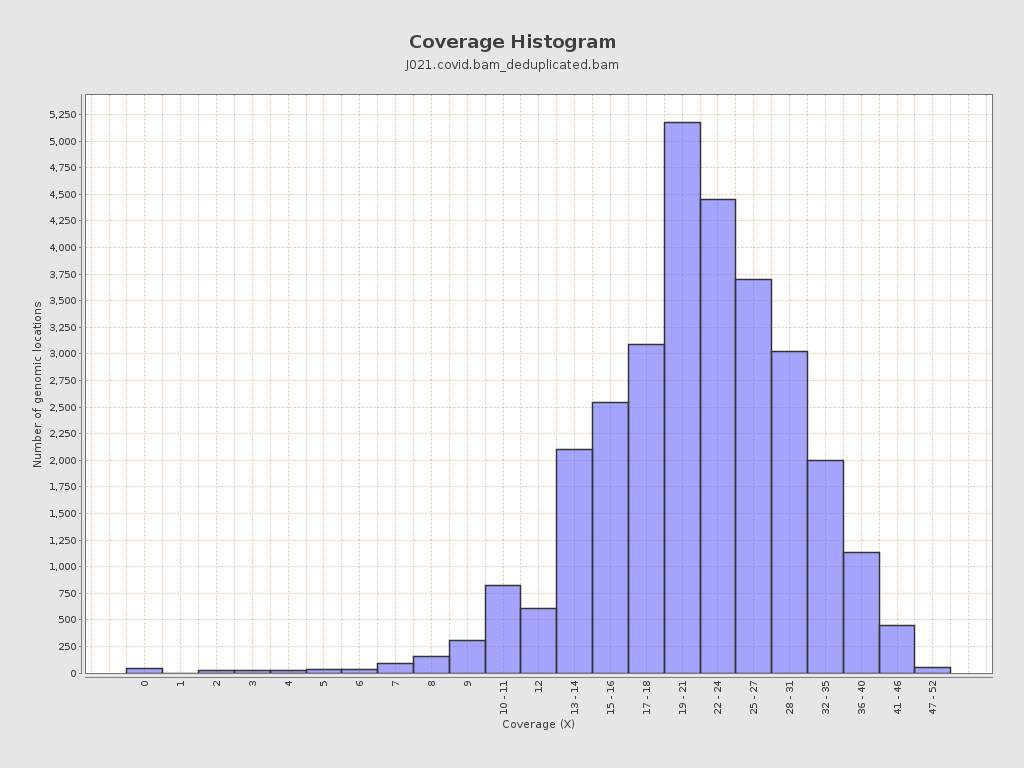 Coverage Histogram
J021.covid.bam_deduplicated.bam
Number of genomic locations
5,250
5,000
4,750
4,500
4,250
4,000
3,750
3,500
3,250
3,000
2,750
2,500
2,250
2,000
1,750
1,500
1,250
1,000
750
500
250
0
0
1
2
3
4
5
6
7
8
9
10 - 11
12
13 - 14
15 - 16
17 - 18
19 - 21
22 - 24
25 - 27
28 - 31
32 - 35
36 - 40
41 - 46
47 - 52
Coverage (X)